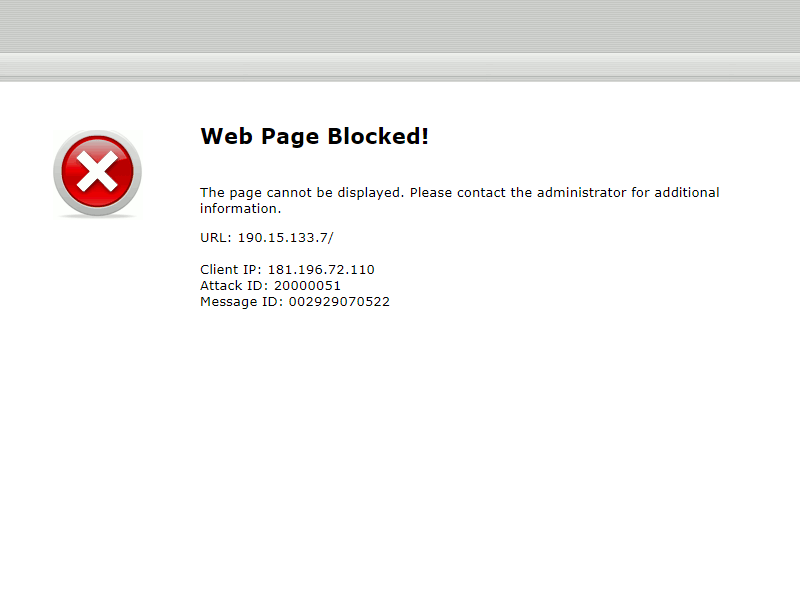 Web Page Blocked!
The page cannot be displayed. Please contact the administrator for additional
information.
URL: 190.15.133.7/
Client IP: 181.196.72.110
Attack ID: 20000051
Message ID: 002929070522